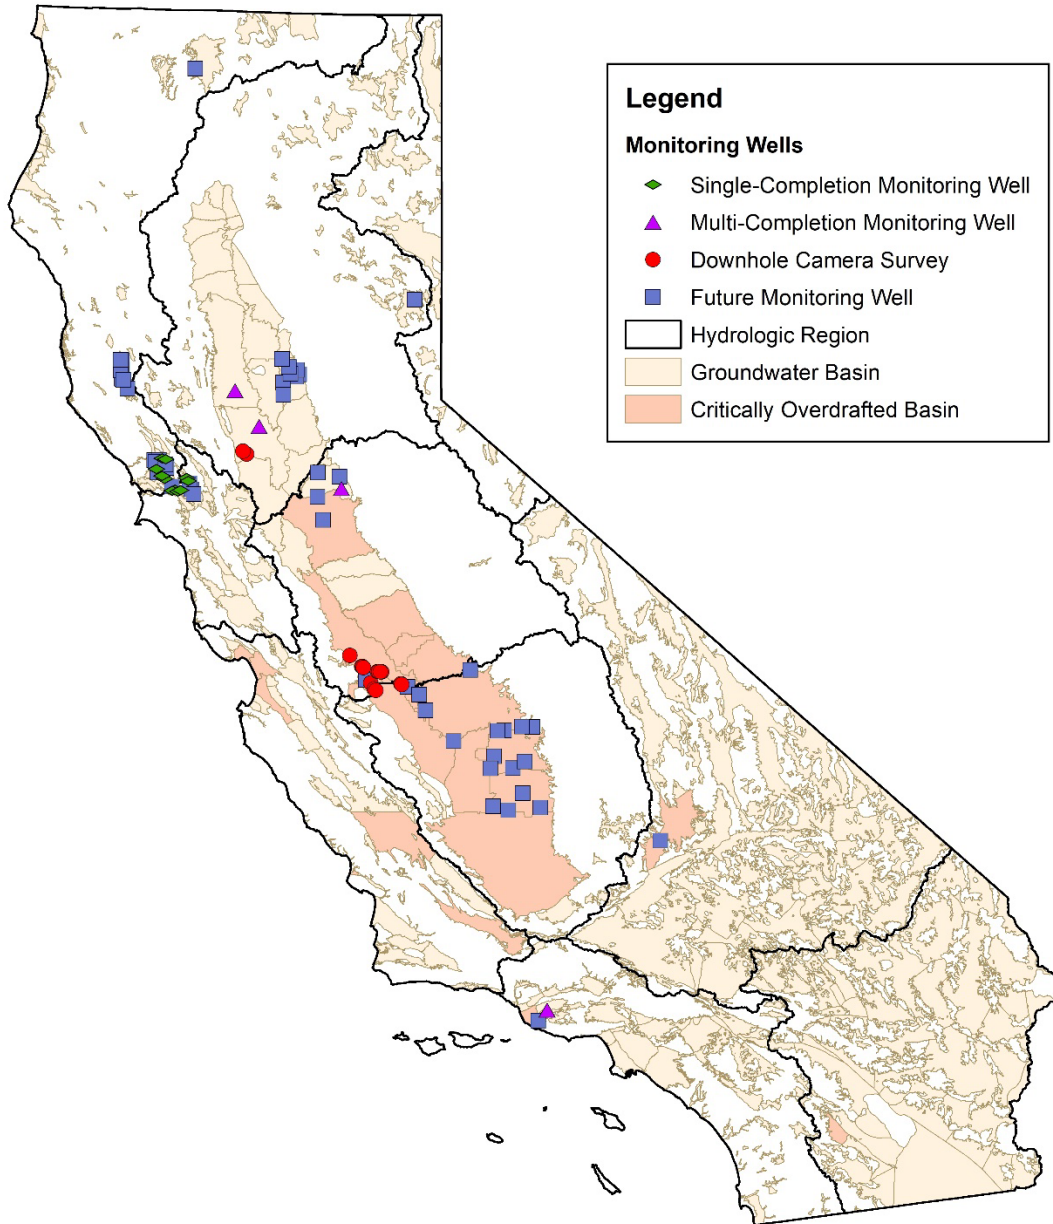 Legend
Monitoring Wells
Single-Completion Monitoring Well
Multi-Completion Monitoring Well
Downhole Camera Survey
Future Monitoring Well
Hydrologic Region
Groundwater Basin
Critically Overdrafted Basin